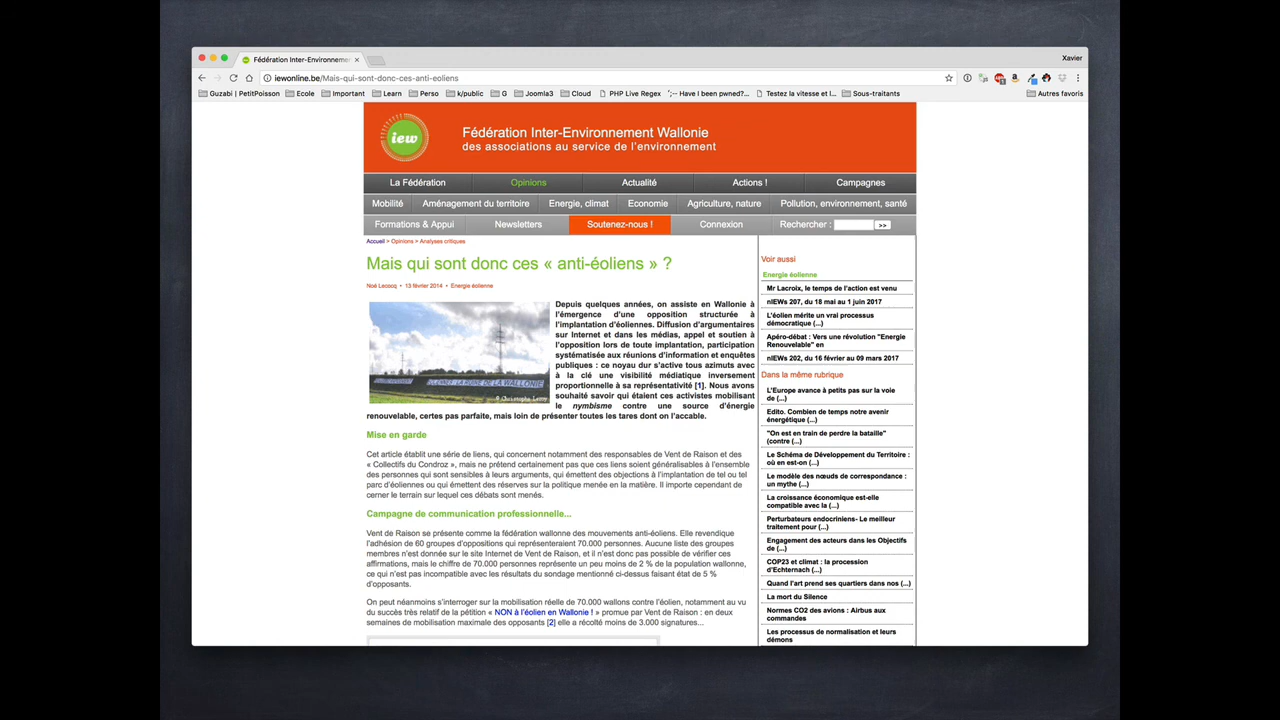 Fédération Inter-Environnemen
Xavier
iewonline.be/Mais-qui-sont-donc-ces-anti-eoliens
Guzabi | PetitPoisson
Ecole
Important
Learn
Perso
k/public
G
Joomla3
Cloud
PHP Live Regex
';-- Have I been pwned?...
Testez la vitesse et l...
Sous-traitants
Autres favoris
iew
Fédération Inter-Environnement Wallonie
des associations au service de l'environnement
La Fédération
Opinions
Actualité
Actions !
Campagnes
Mobilité
Aménagement du territoire
Energie, climat
Economie
Agriculture, nature
Pollution, environnement, santé
Formations & Appui
Newsletters
Soutenez-nous !
Connexion
Rechercher :
>>
Accueil > Opinions > Analyses critiques
Mais qui sont donc ces « anti-éoliens » ?
Noé Lecocq • 13 février 2014 • Energie éolienne
Depuis quelques années, on assiste en Wallonie à
l'émergence d'une opposition structurée à
l'implantation d'éoliennes. Diffusion d'argumentaires
sur Internet et dans les médias, appel et soutien à
l'opposition lors de toute implantation, participation
systématisée aux réunions d'information et enquêtes
publiques : ce noyau dur s'active tous azimuts avec
à la clé une visibilité médiatique inversement
proportionnelle à sa représentativité [1]. Nous avons
souhaité savoir qui étaient ces activistes mobilisant
le nymbisme contre une source d'énergie
renouvelable, certes pas parfaite, mais loin de présenter toutes les tares dont on l'accable.
LA RUINE DE LA WALLONIE
© Christophe
Mise en garde
Cet article établit une série de liens, qui concernent notamment des responsables de Vent de Raison et des
« Collectifs du Condroz », mais ne prétend certainement pas que ces liens soient généralisables à l'ensemble
des personnes qui sont sensibles à leurs arguments, qui émettent des objections à l'implantation de tel ou tel
parc d'éoliennes ou qui émettent des réserves sur la politique menée en la matière. Il importe cependant de
cerner le terrain sur lequel ces débats sont menés.
Campagne de communication professionnelle...
Vent de Raison se présente comme la fédération wallonne des mouvements anti-éoliens. Elle revendique
l'adhésion de 60 groupes d'oppositions qui représenteraient 70.000 personnes. Aucune liste des groupes
membres n'est donnée sur le site Internet de Vent de Raison, et il n'est donc pas possible de vérifier ces
affirmations, mais le chiffre de 70.000 personnes représente un peu moins de 2 % de la population wallonne,
ce qui n'est pas incompatible avec les résultats du sondage mentionné ci-dessus faisant état de 5 %
d'opposants.
On peut néanmoins s'interroger sur la mobilisation réelle de 70.000 wallons contre l'éolien, notamment au vu
du succès très relatif de la pétition « NON à l'éolien en Wallonie ! » promue par Vent de Raison : en deux
semaines de mobilisation maximale des opposants [2] elle a récolté moins de 3.000 signatures...
Voir aussi
Energie éolienne
Mr Lacroix, le temps de l'action est venu
nIEWs 207, du 18 mai au 1 juin 2017
L'éolien mérite un vrai processus
démocratique (...)
Apéro-débat : Vers une révolution "Energie
Renouvelable" en
nIEWs 202, du 16 février au 09 mars 2017
Dans la même rubrique
L'Europe avance à petits pas sur la voie
de (...)
Edito. Combien de temps notre avenir
énergétique (...)
"On est en train de perdre la bataille"
(contre (...)
Le Schéma de Développement du Territoire :
où en est-on (...)
Le modèle des nœuds de correspondance :
un mythe (...)
La croissance économique est-elle
compatible avec la (...)
Perturbateurs endocriniens- Le meilleur
traitement pour (...)
Engagement des acteurs dans les Objectifs
de (...)
COP23 et climat : la procession
d'Echternach (...)
Quand l'art prend ses quartiers dans nos (...)
La mort du Silence
Normes CO2 des avions : Airbus aux
commandes
Les processus de normalisation et leurs
démons